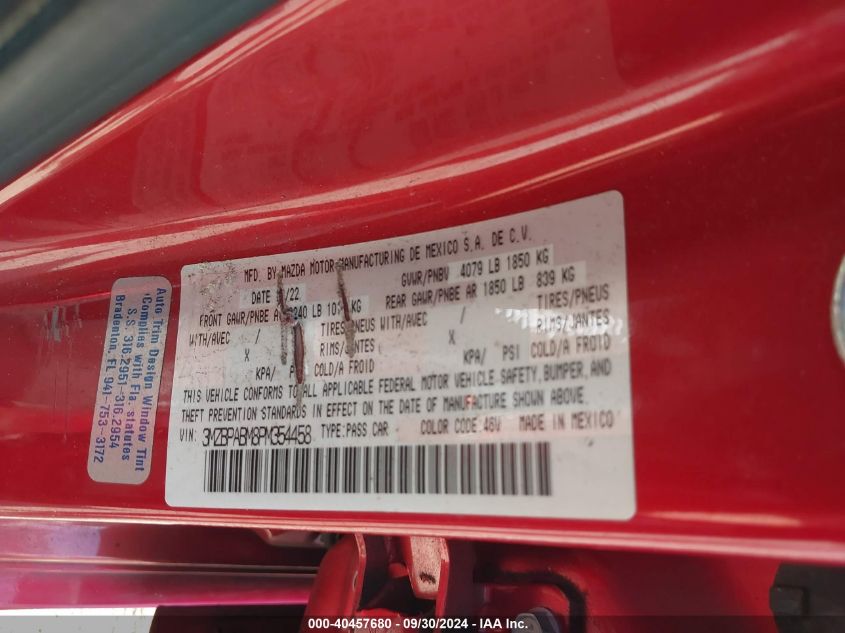 MFD. BY MAZDA MOTOR MANUFACTURING DE MEXICO S.A. DE C.V.
DATE /22 GVWR/PNBV 4079 LB 1850 KG
FRONT GAWR/PNBE AV LB KG REAR GAWR/PNBE AR 1850 LB 839 KG
WITH/AVEC / TIRES/PNEUS WITH/AVEC / TIRES/PNEUS
X RIMS/JANTES X RIMS/JANTES
KPA/ PSI COLD/A FROID KPA/ PSI COLD/A FROID
THIS VEHICLE CONFORMS TO ALL APPLICABLE FEDERAL MOTOR VEHICLE SAFETY, BUMPER, AND
THEFT PREVENTION STANDARDS IN EFFECT ON THE DATE OF MANUFACTURE SHOWN ABOVE.
VIN: 3MZBPABM8PM354458 TYPE:PASS CAR COLOR CODE:46V MADE IN MEXICO
Auto Trim Design Window Tint
'Complies with Fla. statutes
S.S. 316.2951-316.2954
Bradenton, FL 941-753-3172
000-40457680 - 09/30/2024 - IAA Inc.